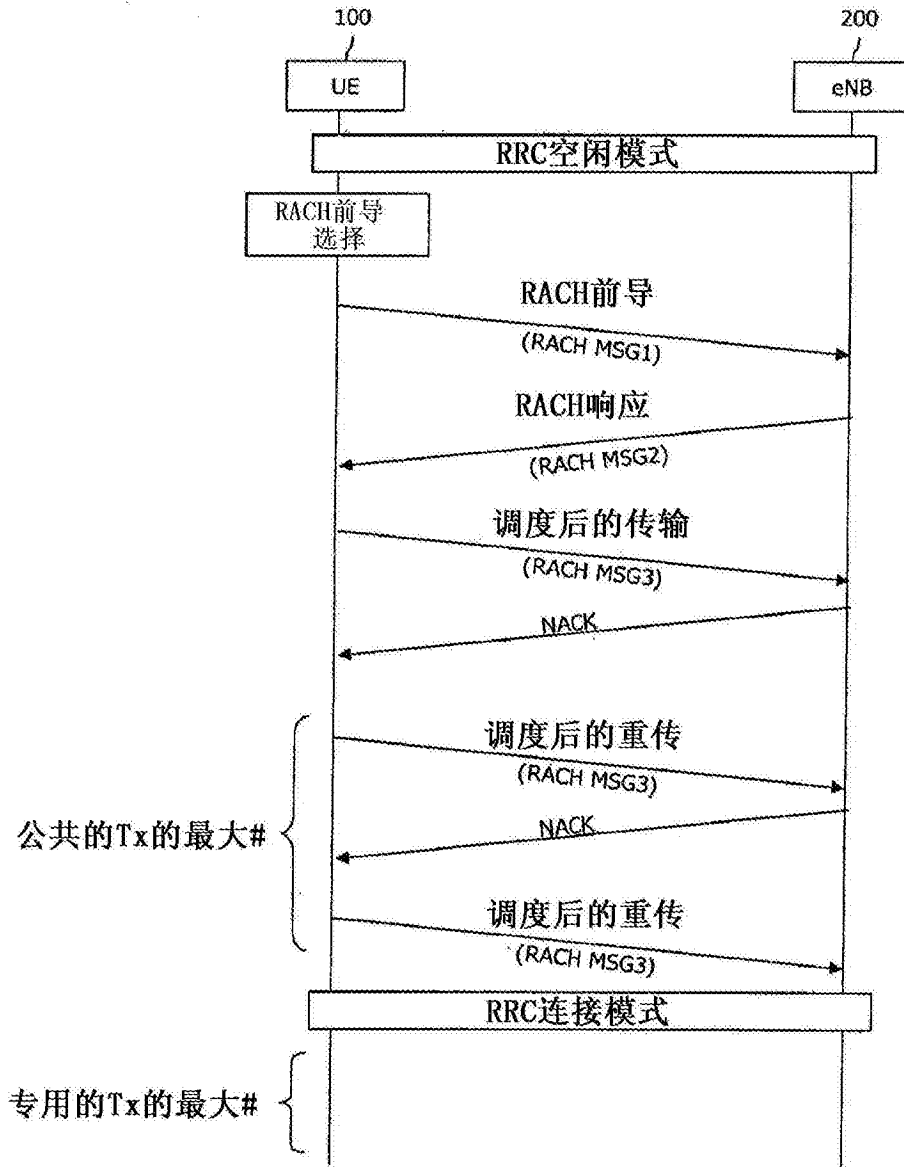 100
200
UE
eNB
RRC空闲模式
RACH前导
选择
RACH前导
(RACH MSG1)
RACH响应
(RACH MSG2)
调度后的传输
(RACH MSG3)
NACK
调度后的重传
(RACH MSG3)
NACK
公共的Tx的最大#
调度后的重传
(RACH MSG3)
RRC连接模式
专用的Tx的最大#